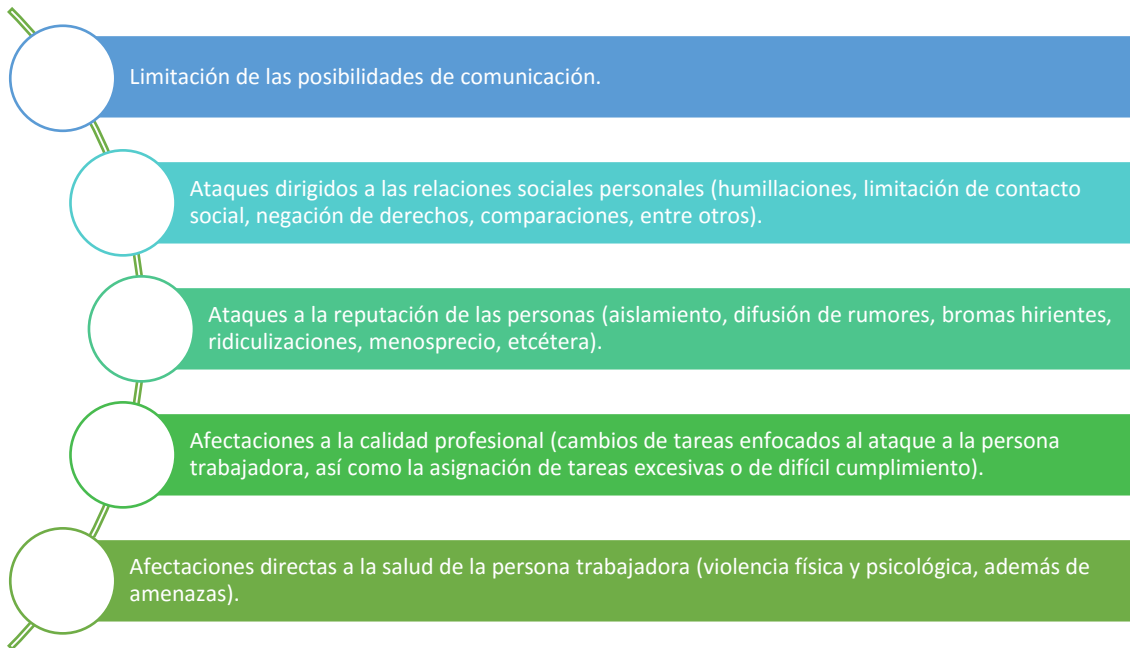 Limitación de las posibilidades de comunicación.
Ataques dirigidos a las relaciones sociales personales (humillaciones, limitación de contacto
social, negación de derechos, comparaciones, entre otros).
Ataques a la reputación de las personas (aislamiento, difusión de rumores, bromas hirientes,
ridiculizaciones, menosprecio, etcétera).
Afectaciones a la calidad profesional (cambios de tareas enfocados al ataque a la persona
trabajadora, así como la asignación de tareas excesivas o de difícil cumplimiento).
Afectaciones directas a la salud de la persona trabajadora (violencia física y psicológica, además de
amenazas).